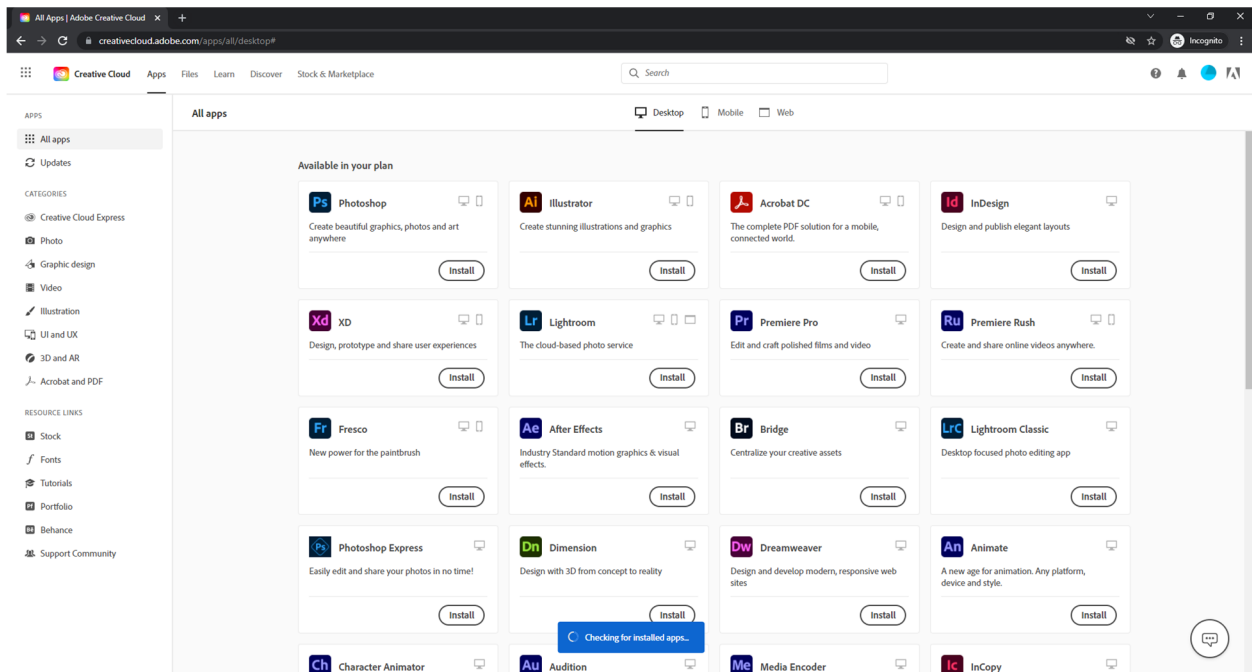 All Apps | Adobe Creative Cloud
creativecloud.adobe.com/apps/all/desktop#
Incognito
Creative Cloud
Apps
Files
Learn
Discover
Stock & Marketplace
Search
APPS
All apps
Updates
CATEGORIES
Creative Cloud Express
Photo
Graphic design
Video
Illustration
UI and UX
3D and AR
Acrobat and PDF
RESOURCE LINKS
St Stock
Fonts
Tutorials
Pf Portfolio
Bē Behance
Support Community
All apps
Desktop
Mobile
Web
Available in your plan
Ps Photoshop
Create beautiful graphics, photos and art
anywhere
Install
Ai Illustrator
Create stunning illustrations and graphics
Install
Acrobat DC
The complete PDF solution for a mobile,
connected world.
Install
Id InDesign
Design and publish elegant layouts
Install
Xd XD
Design, prototype and share user experiences
Install
Lr Lightroom
The cloud-based photo service
Install
Pr Premiere Pro
Edit and craft polished films and video
Install
Ru Premiere Rush
Create and share online videos anywhere.
Install
Fr Fresco
New power for the paintbrush
Install
Ae After Effects
Industry Standard motion graphics & visual
effects.
Install
Br Bridge
Centralize your creative assets
Install
LrC Lightroom Classic
Desktop focused photo editing app
Install
Ps Photoshop Express
Easily edit and share your photos in no time!
Install
Dn Dimension
Design with 3D from concept to reality
Install
Dw Dreamweaver
Design and develop modern, responsive web
sites
Install
An Animate
A new age for animation. Any platform,
device and style.
Install
Checking for installed apps...
Ch Character Animator
Au Audition
Me Media Encoder
Ic InCopy